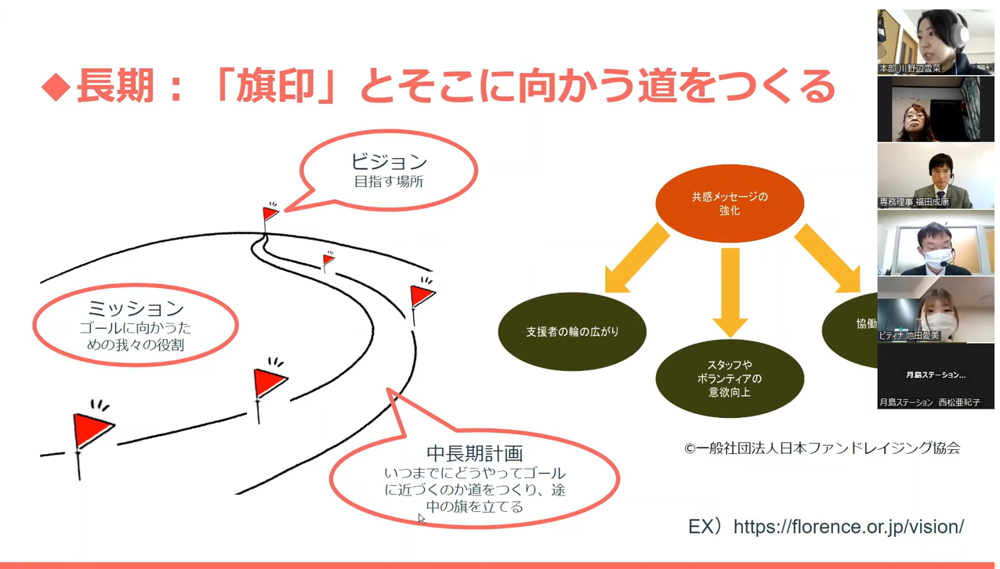 ◆長期：「旗印」とそこに向かう道をつくる
ビジョン
目指す場所
ミッション
ゴールに向かうた
めの我々の役割
中長期計画
いつまでにどうやってゴール
に近づくのか道をつくり、途
中の旗を立てる
共感メッセージの
強化
支援者の輪の広がり
スタッフや
ボランティアの
意欲向上
協働
©一般社団法人日本ファンドレイジング協会
EX）https://florence.or.jp/vision/
本部_川野辺雪菜
専務理事_福田成康
ピティナ 池田愛美
月島ステーション...
月島ステーション 西松亜紀子